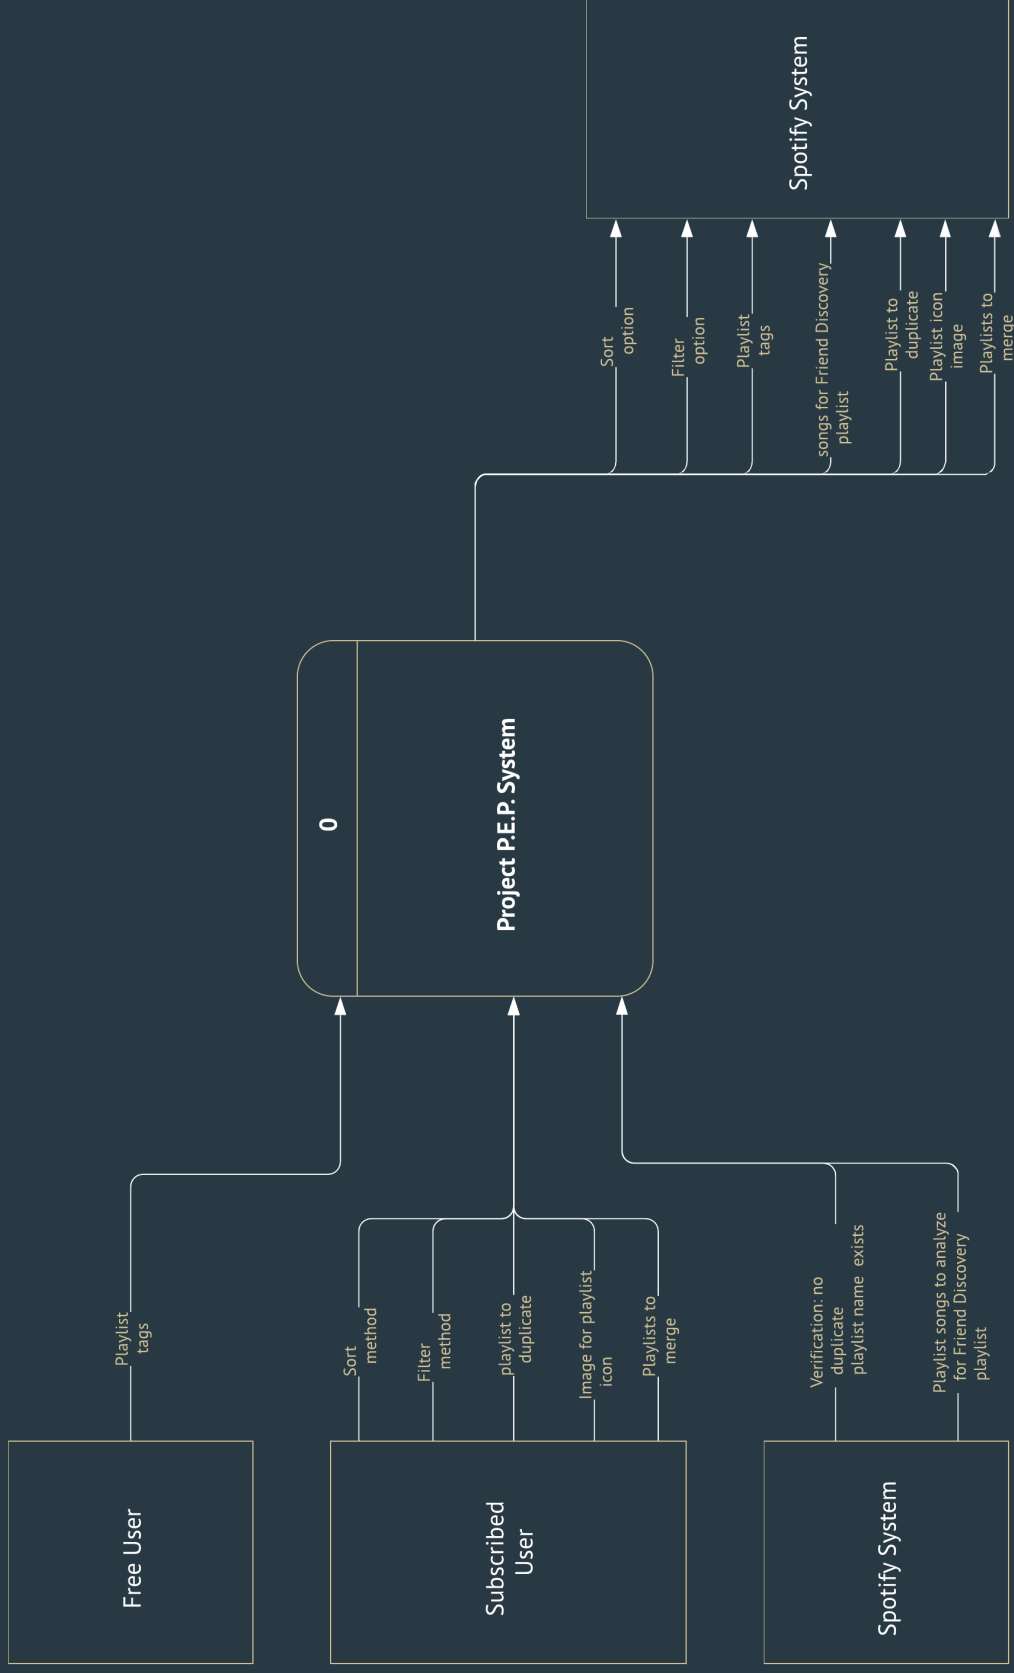 Free User
Playlist
tags
Subscribed
User
Sort
method
Filter
method
playlist to
duplicate
Image for playlist
icon
Playlists to
merge
Spotify System
Verification: no
duplicate
playlist name exists
Playlist songs to analyze
for Friend Discovery
playlist
0
Project P.E.P. System
Sort
option
Filter
option
Playlist
tags
songs for Friend Discovery
playlist
Playlist to
duplicate
Playlist icon
image
Playlists to
merge
Spotify System